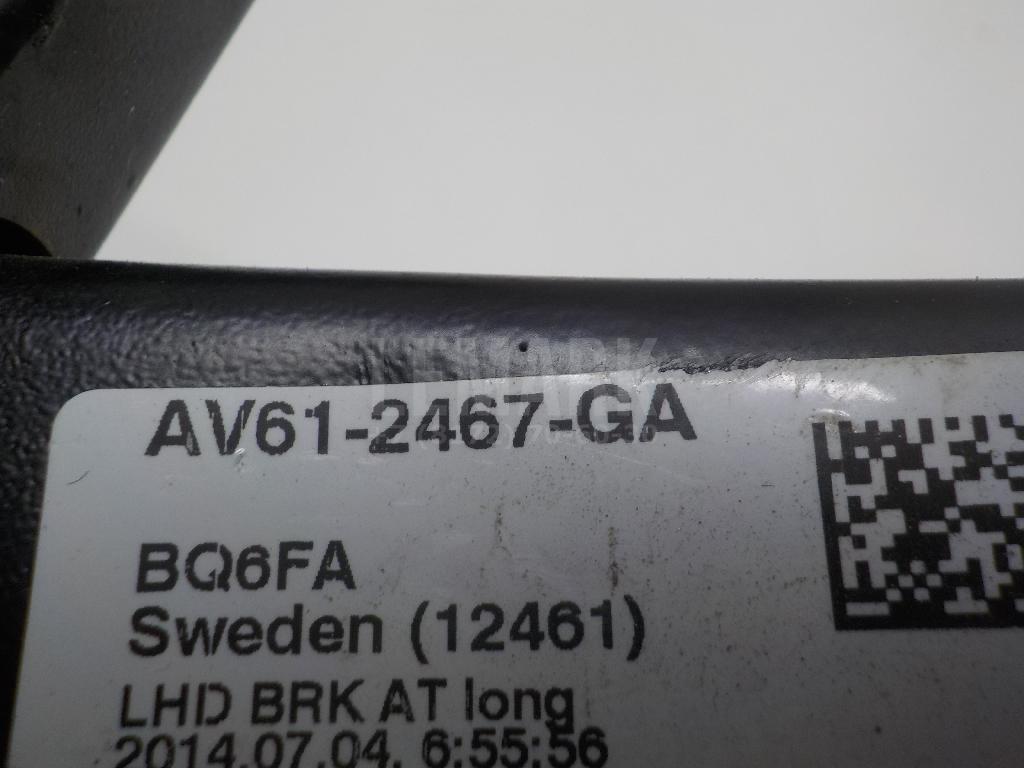 AV61-2467-GA
BQ6FA
Sweden (12461)
LHD BRK AT long
2014.07.04. 6:55:56